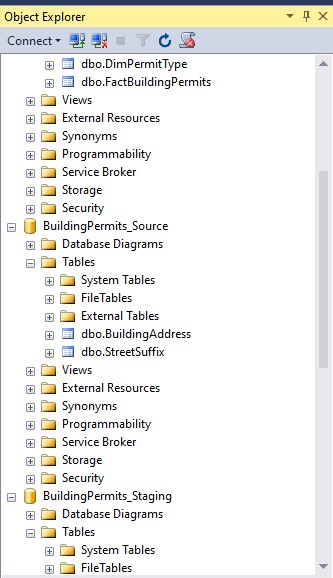 Object Explorer
Connect
dbo.DimPermitType
dbo.FactBuildingPermits
Views
External Resources
Synonyms
Programmability
Service Broker
Storage
Security
BuildingPermits_Source
Database Diagrams
Tables
System Tables
FileTables
External Tables
dbo.BuildingAddress
dbo.StreetSuffix
Views
External Resources
Synonyms
Programmability
Service Broker
Storage
Security
BuildingPermits_Staging
Database Diagrams
Tables
System Tables
FileTables